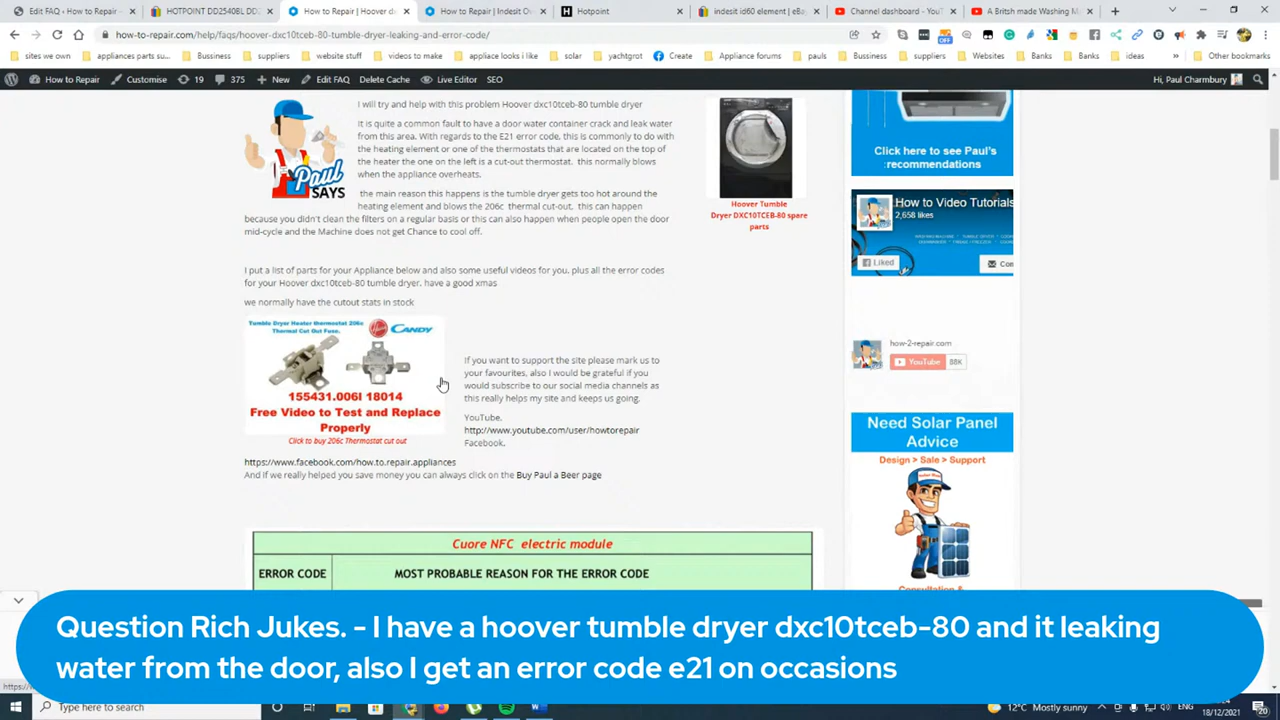 Edit FAQ ‹ How to Repair —
HOTPOINT DD2540BL DD2
How to Repair | Hoover d
How to Repair | Indesit Ov
Hotpoint
indesit id60 element | eBay
Channel dashboard - YouT
A Britsh made Washing M
how-to-repair.com/help/faqs/hoover-dxc10tceb-80-tumble-dryer-leaking-and-error-code/
OFF
sites we own
appliances parts su...
Bussiness
suppliers
website stuff
videos to make
appliace looks i like
solar
yachtgrot
Create
Appliance forums
pauls
Bussiness
suppliers
Websites
Banks
Banks
ideas
»
Other bookmarks
How to Repair
Customise
19
375
+ New
Edit FAQ
Delete Cache
Live Editor
SEO
Hi, Paul Charmbury
I will try and help with this problem Hoover dxc10tceb-80 tumble dryer
it is quite a common fault to have a door water container crack and leak water
from this area. With regards to the E21 error code, this is commonly to do with
the heating element or one of the thermostats that are located on the top of
the heater the one on the left is a cut-out thermostat. this normally blows
when the appliance overheats.
the main reason this happens is the tumble dryer gets too hot around the
heating element and blows the 206c thermal cut-out. this can happen
because you didn't clean the filters on a regular basis or this can also happen when people open the door
mid-cycle and the Machine does not get Chance to cool off.
Paul
SAYS
Hoover Tumble
Dryer DXC10TCEB-80 spare
parts
I put a list of parts for your Appliance below and also some useful videos for you. plus all the error codes
for your Hoover dxc10tceb-80 tumble dryer. have a good xmas
we normally have the cutout stats in stock
Tumble Dryer Heater thermostat 206c
Thermal Cut Out Fuse.
HOOVER
CANDY
155431.006I 18014
Free Video to Test and Replace
Properly
Click to buy 206c Thermostat cut out
If you want to support the site please mark us to
your favourites, also I would be grateful if you
would subscribe to our social media channels as
this really helps my site and keeps us going.
YouTube.
http://www.youtube.com/user/howtorepair
Facebook.
https://www.facebook.com/how.to.repair.appliances
And if we really helped you save money you can always click on the Buy Paul a Beer page
Cuore NFC electric module
ERROR CODE
MOST PROBABLE REASON FOR THE ERROR CODE
Click here to see Paul's
recommendations
How to Video Tutorials
2,658 likes
Liked
Con
how-2-repair.com
YouTube
88K
Need Solar Panel
Advice
Design > Sale > Support
Consultation &
Question Rich Jukes. - I have a hoover tumble dryer dxc10tceb-80 and it leaking
water from the door, also I get an error code e21 on occasions
Type here to search
12°C Mostly sunny
ENG
18/12/2021
20